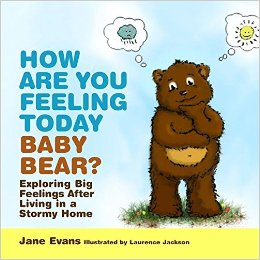 HOW
ARE YOU
FEELING
TODAY
BABY
BEAR?
Exploring Big
Feelings After
Living in a
Stormy Home
Jane Evans Illustrated by Laurence Jackson